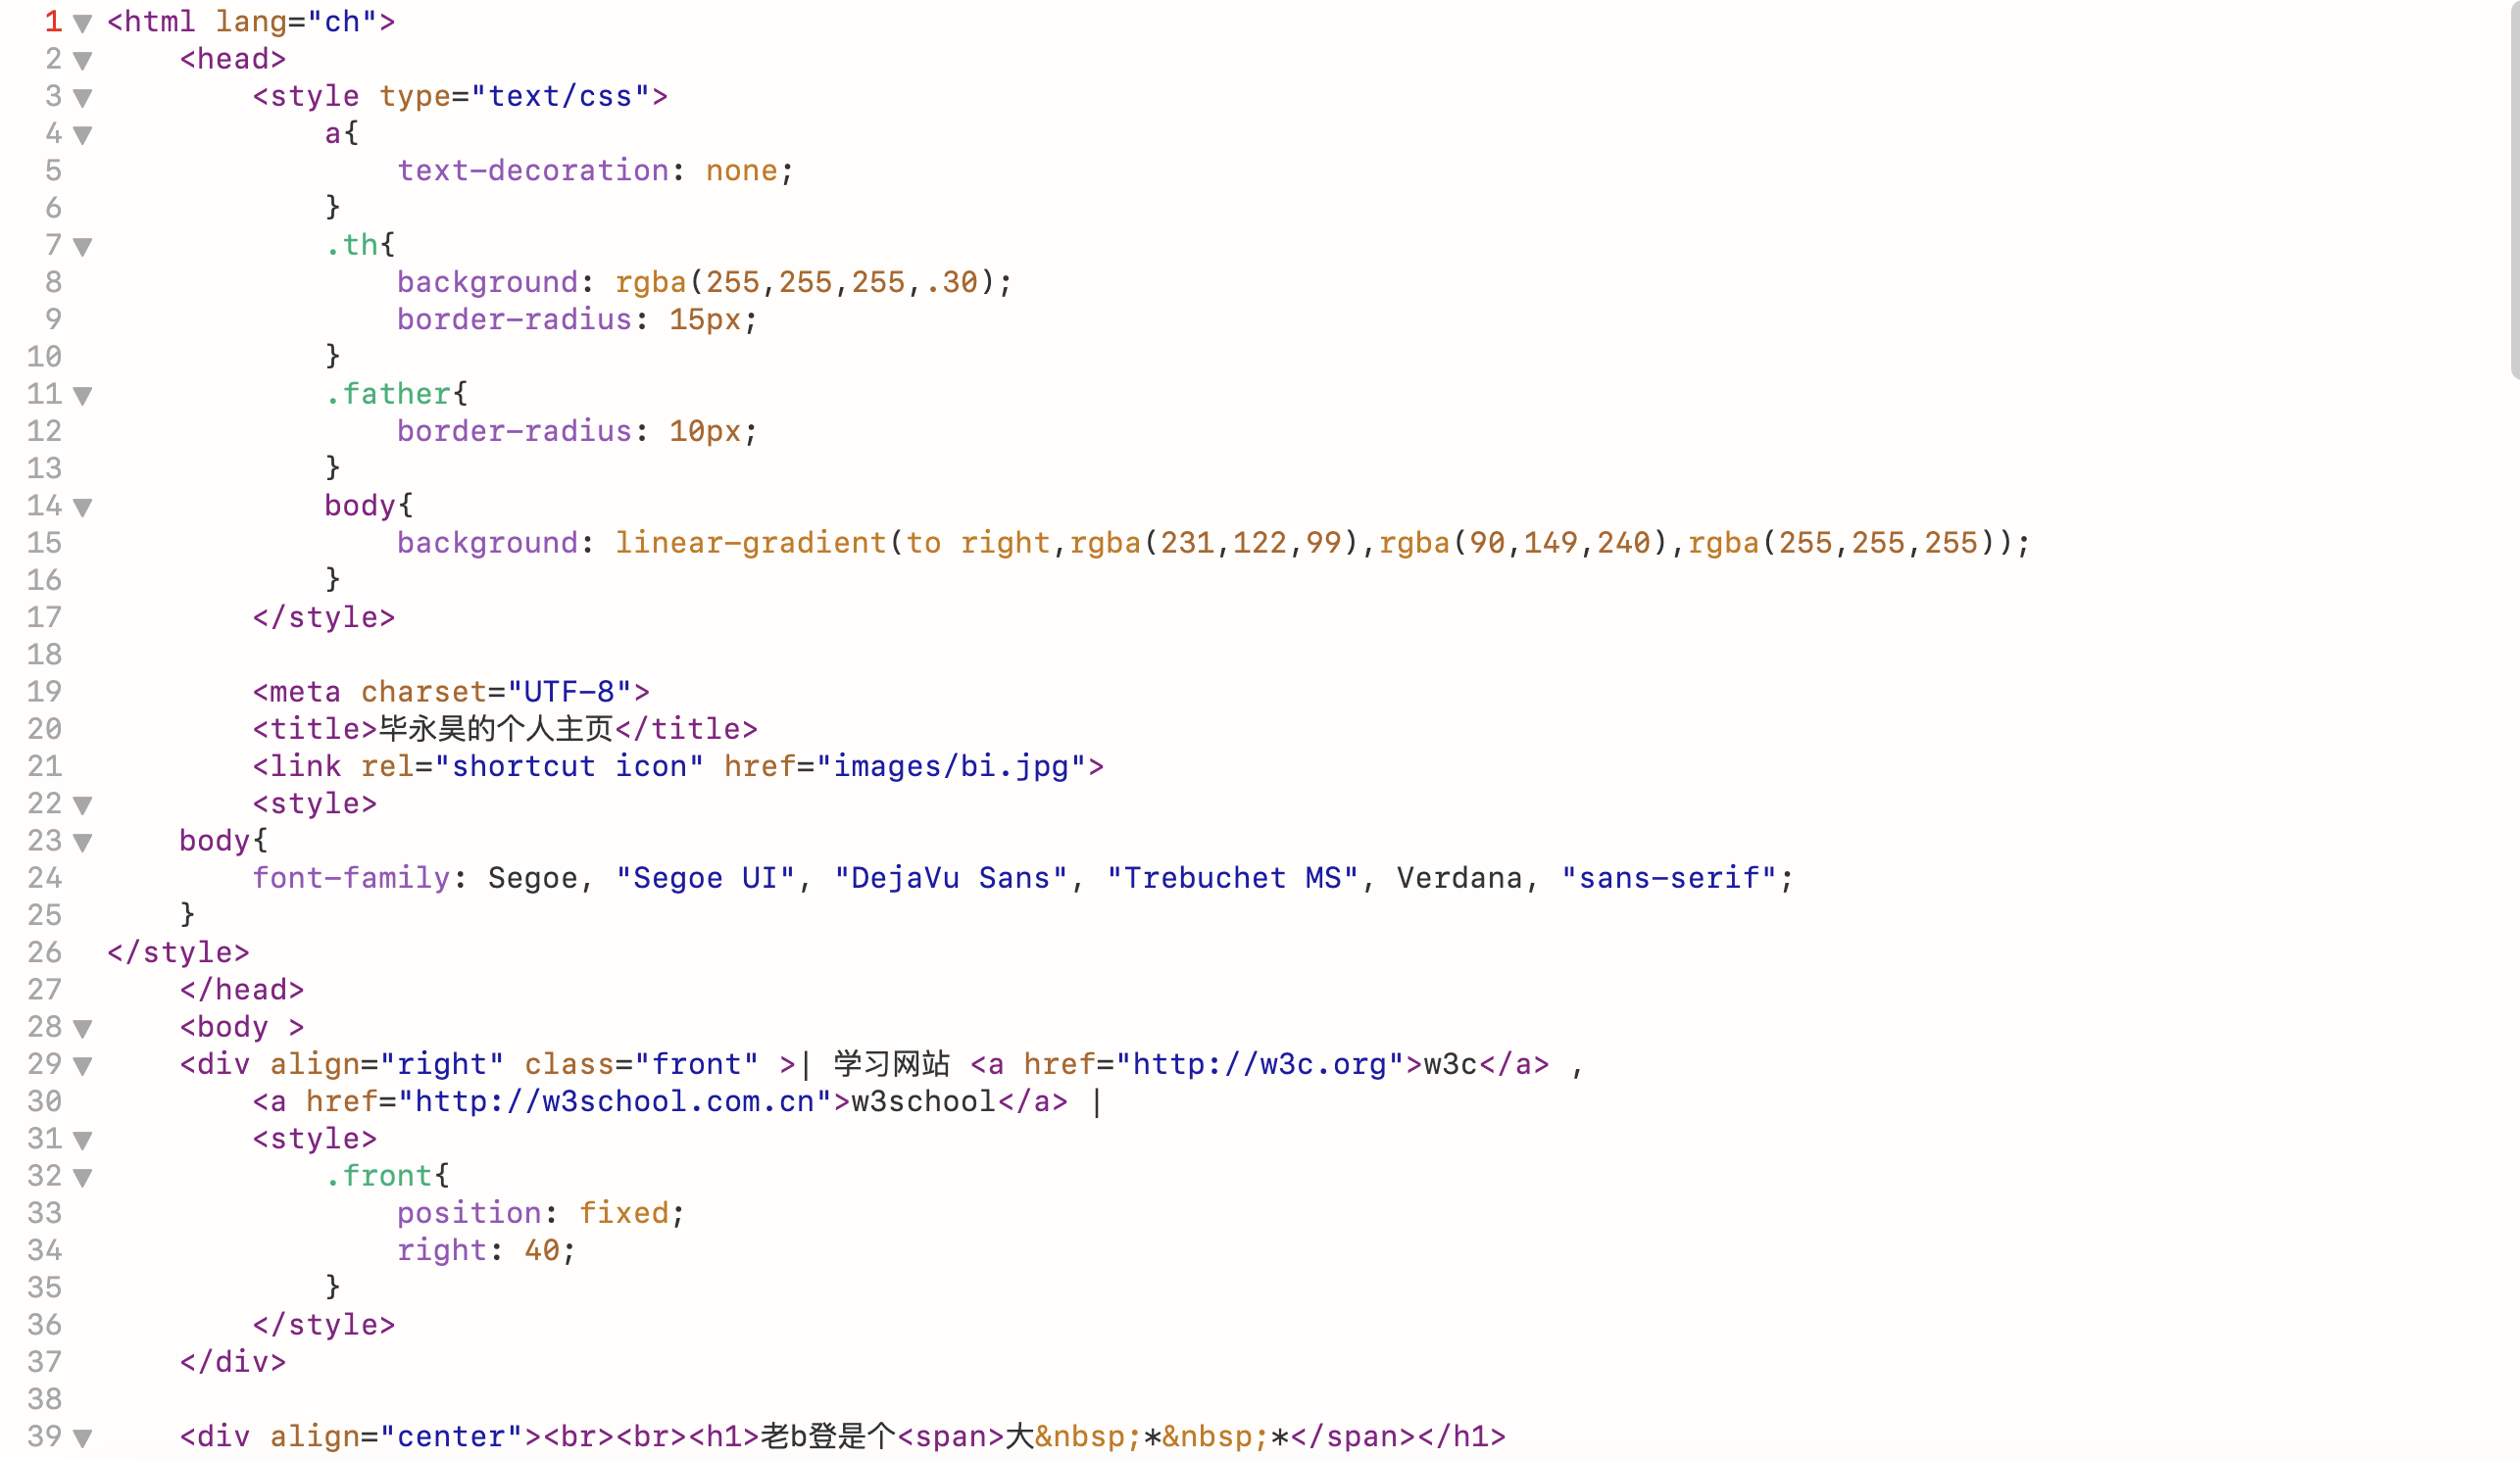 1 ▼ <html lang="ch">
2 ▼     <head>
3 ▼         <style type="text/css">
4 ▼             a{
5                 text-decoration: none;
6             }
7 ▼             .th{
8                 background: rgba(255,255,255,.30);
9                 border-radius: 15px;
10             }
11 ▼             .father{
12                 border-radius: 10px;
13             }
14 ▼             body{
15                 background: linear-gradient(to right,rgba(231,122,99),rgba(90,149,240),rgba(255,255,255));
16             }
17         </style>
18
19         <meta charset="UTF-8">
20         <title>毕永昊的个人主页</title>
21         <link rel="shortcut icon" href="images/bi.jpg">
22 ▼         <style>
23 ▼     body{
24         font-family: Segoe, "Segoe UI", "DejaVu Sans", "Trebuchet MS", Verdana, "sans-serif";
25     }
26 </style>
27     </head>
28 ▼     <body >
29 ▼     <div align="right" class="front" >| 学习网站 <a href="http://w3c.org">w3c</a> ,
30         <a href="http://w3school.com.cn">w3school</a> |
31 ▼         <style>
32 ▼             .front{
33                 position: fixed;
34                 right: 40;
35             }
36         </style>
37     </div>
38
39 ▼     <div align="center"><br><br><h1>老b登是个<span>大&nbsp;*&nbsp;*</span></h1>